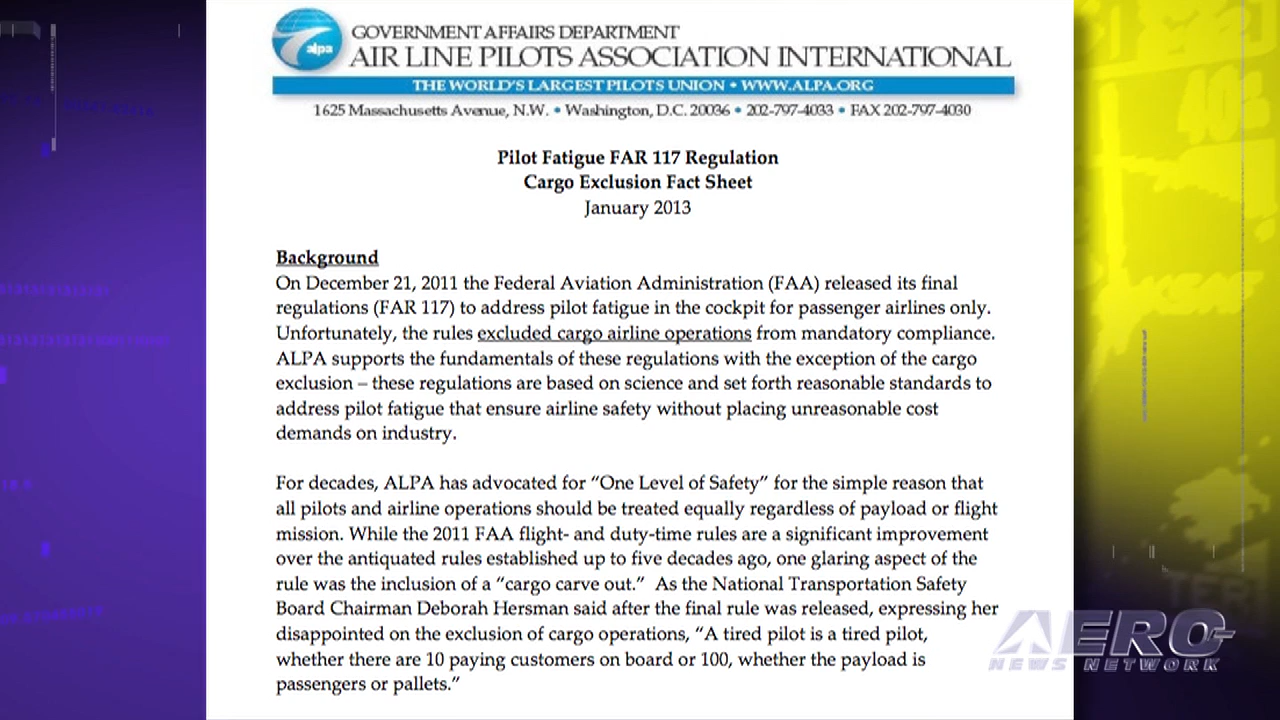 alpa
GOVERNMENT AFFAIRS DEPARTMENT
AIR LINE PILOTS ASSOCIATION INTERNATIONAL
THE WORLD'S LARGEST PILOTS UNION • WWW.ALPA.ORG
1625 Massachusetts Avenue, N.W. • Washington, D.C. 20036 • 202-797-4033 • FAX 202-797-4030
Pilot Fatigue FAR 117 Regulation
Cargo Exclusion Fact Sheet
January 2013
Background
On December 21, 2011 the Federal Aviation Administration (FAA) released its final
regulations (FAR 117) to address pilot fatigue in the cockpit for passenger airlines only.
Unfortunately, the rules excluded cargo airline operations from mandatory compliance.
ALPA supports the fundamentals of these regulations with the exception of the cargo
exclusion – these regulations are based on science and set forth reasonable standards to
address pilot fatigue that ensure airline safety without placing unreasonable cost
demands on industry.
For decades, ALPA has advocated for “One Level of Safety” for the simple reason that
all pilots and airline operations should be treated equally regardless of payload or flight
mission. While the 2011 FAA flight- and duty-time rules are a significant improvement
over the antiquated rules established up to five decades ago, one glaring aspect of the
rule was the inclusion of a “cargo carve out.”  As the National Transportation Safety
Board Chairman Deborah Hersman said after the final rule was released, expressing her
disappointed on the exclusion of cargo operations, “A tired pilot is a tired pilot,
whether there are 10 paying customers on board or 100, whether the payload is
passengers or pallets.”
AERO-
NEWS NETWORK